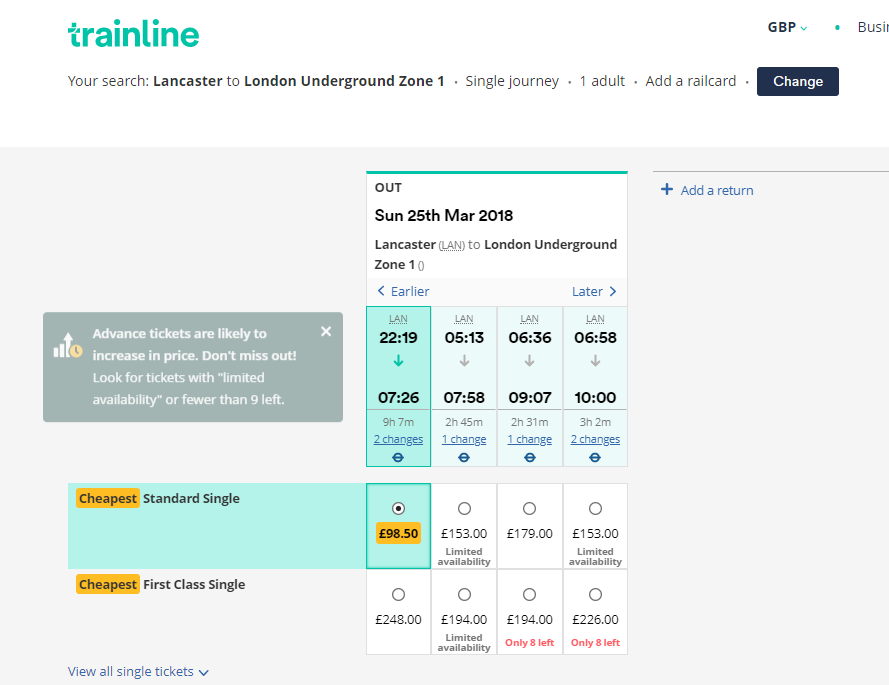 trainline
GBP
Your search: Lancaster to London Underground Zone 1 · Single journey · 1 adult · Add a railcard · Change
OUT
+ Add a return
Sun 25th Mar 2018
Lancaster (LAN) to London Underground
Zone 1 ()
Earlier Later
Advance tickets are likely to
increase in price. Don't miss out!
Look for tickets with "limited
availability" or fewer than 9 left.
LAN LAN LAN LAN
22:19 05:13 06:36 06:58
07:26 07:58 09:07 10:00
9h 7m 2h 45m 2h 31m 3h 2m
2 changes 1 change 1 change 2 changes
Cheapest Standard Single
£98.50 £153.00 £179.00 £153.00
Limited Limited
availability availability
Cheapest First Class Single
£248.00 £194.00 £194.00 £226.00
Limited Only 8 left Only 8 left
availability
View all single tickets